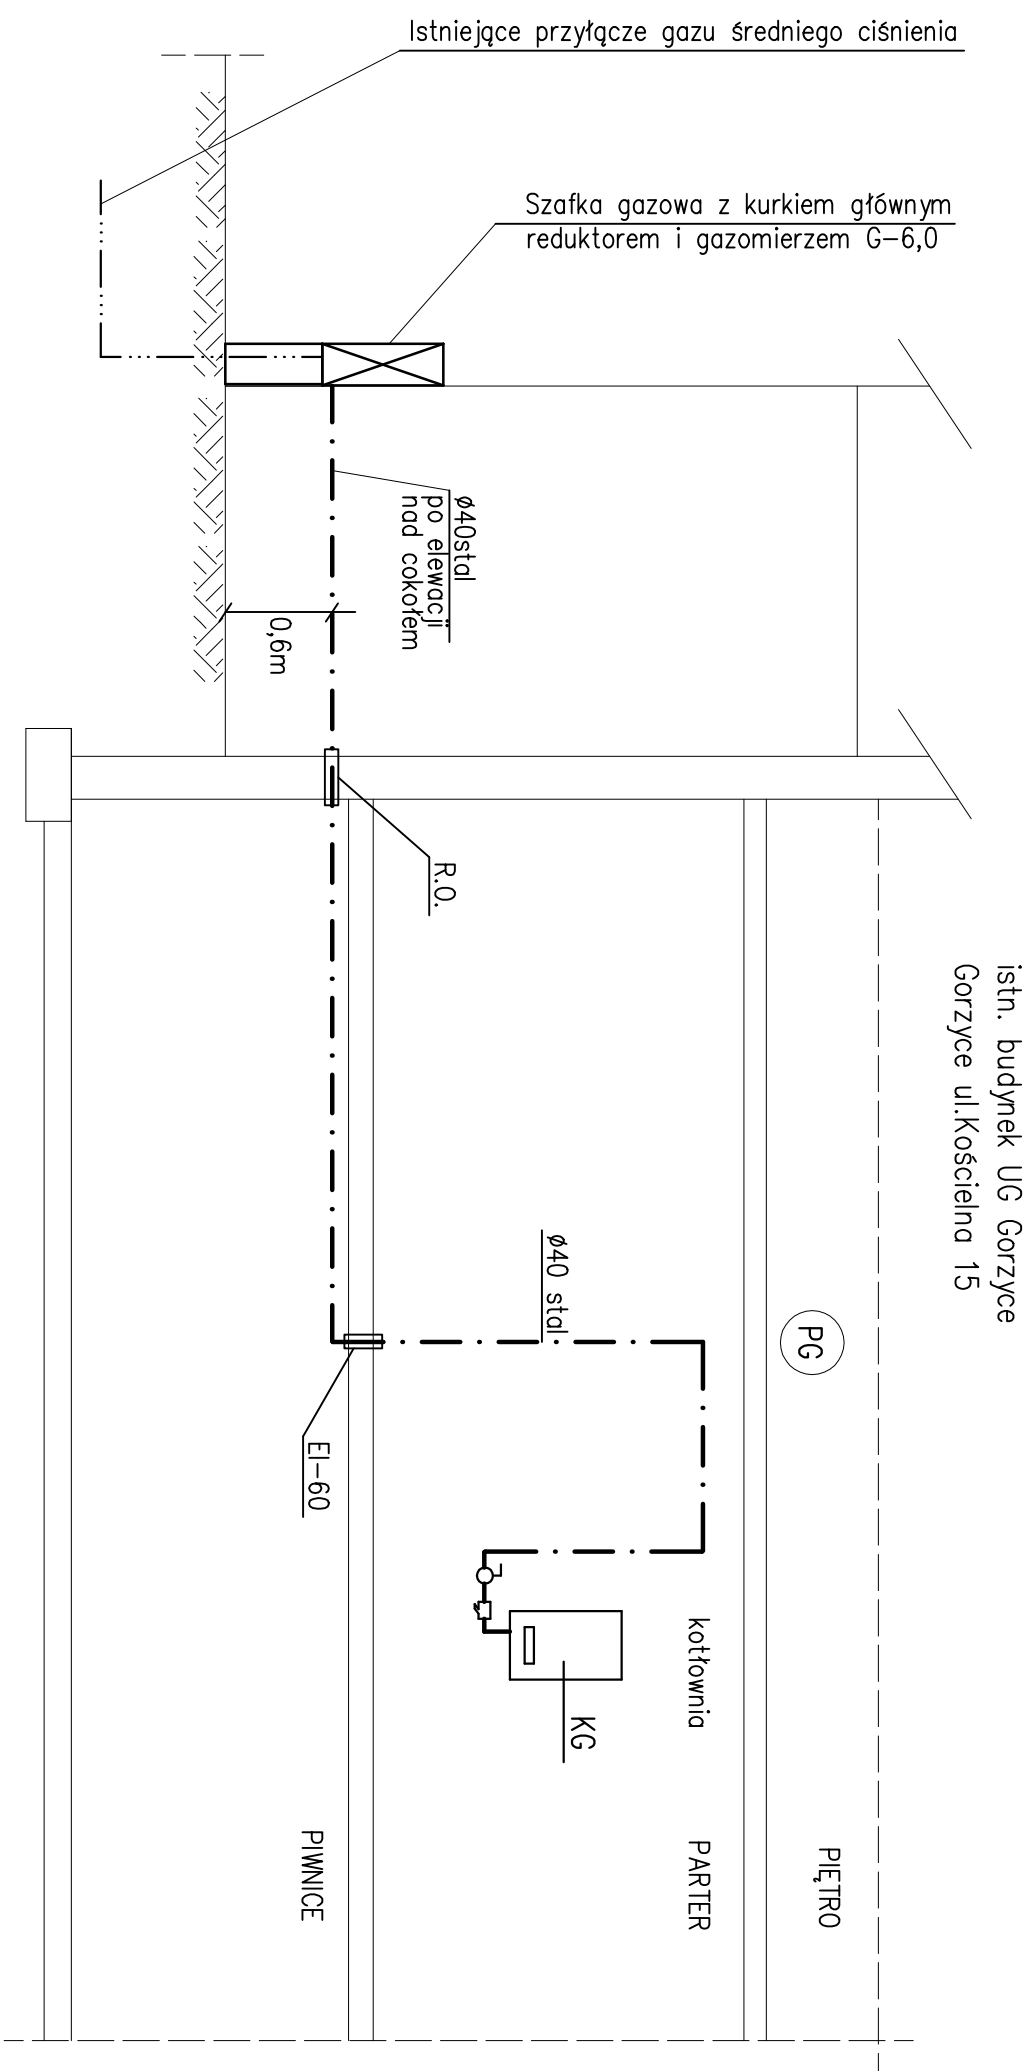 Istniejące przyłącze gazu średniego ciśnienia
Szafka gazowa z kurkiem głównym
reduktorem i gazomierzem G-6,0
ø40stal
po elewacji
nad cokołem
0,6m
R.O.
istn. budynek UG Gorzyce
Gorzyce ul.Kościelna 15
ø40 stal
PG
EI-60
kotłownia
KG
PIĘTRO
PARTER
PIWNICE